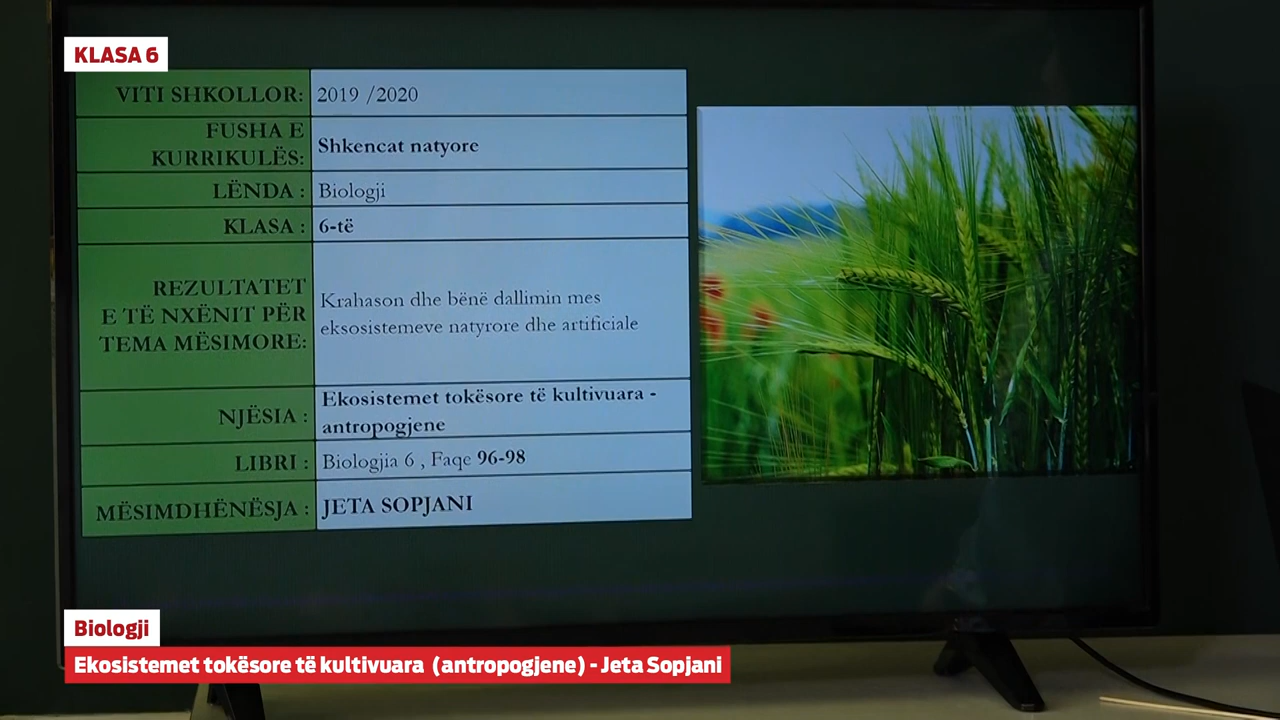 KLASA 6
VITI SHKOLLOR: 2019 /2020
FUSHA E
KURRIKULËS: Shkencat natyore
LËNDA : Biologji
KLASA : 6-të
REZULTATET
E TË NXËNIT PËR
TEMA MËSIMORE:
Krahason dhe bënë dallimin mes
eksosistemeve natyrore dhe artificiale
NJËSIA :
Ekosistemet tokësore të kultivuara -
antropogjene
LIBRI : Biologjia 6 , Faqe 96-98
MËSIMDHËNËSJA : JETA SOPJANI
Biologji
Ekosistemet tokësore të kultivuara (antropogjene) - Jeta Sopjani